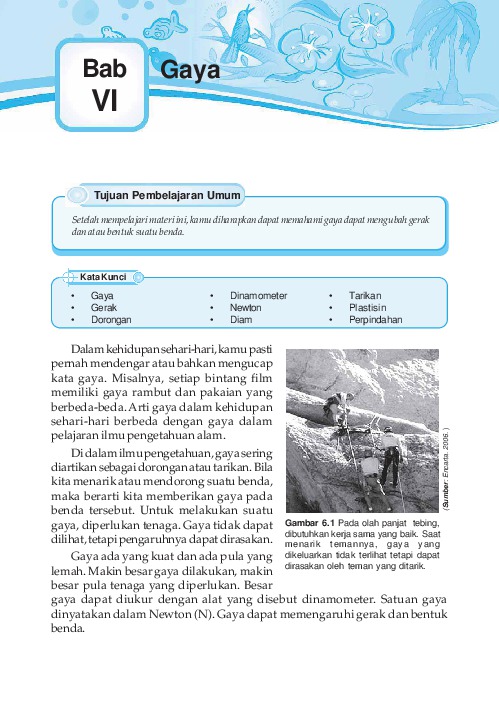 Bab
VI
Gaya
Tujuan Pembelajaran Umum
Setelah mempelajari materi ini, kamu diharapkan dapat memahami gaya dapat mengubah gerak
dan atau bentuk suatu benda.
Kata Kunci
• Gaya • Dinamometer • Tarikan
• Gerak • Newton • Plastisin
• Dorongan • Diam • Perpindahan
Dalam kehidupan sehari-hari, kamu pasti
pernah mendengar atau bahkan mengucap
kata gaya. Misalnya, setiap bintang film
memiliki gaya rambut dan pakaian yang
berbeda-beda. Arti gaya dalam kehidupan
sehari-hari berbeda dengan gaya dalam
pelajaran ilmu pengetahuan alam.
Di dalam ilmu pengetahuan, gaya sering
diartikan sebagai dorongan atau tarikan. Bila
kita menarik atau mendorong suatu benda,
maka berarti kita memberikan gaya pada
benda tersebut. Untuk melakukan suatu
gaya, diperlukan tenaga. Gaya tidak dapat
dilihat, tetapi pengaruhnya dapat dirasakan.
Gaya ada yang kuat dan ada pula yang
lemah. Makin besar gaya dilakukan, makin
besar pula tenaga yang diperlukan. Besar
gaya dapat diukur dengan alat yang disebut dinamometer. Satuan gaya
dinyatakan dalam Newton (N). Gaya dapat memengaruhi gerak dan bentuk
benda.
(Sumber: Encarta, 2006.)
Gambar 6.1 Pada olah panjat tebing,
dibutuhkan kerja sama yang baik. Saat
menarik temannya, gaya yang
dikeluarkan tidak terlihat tetapi dapat
dirasakan oleh teman yang ditarik.